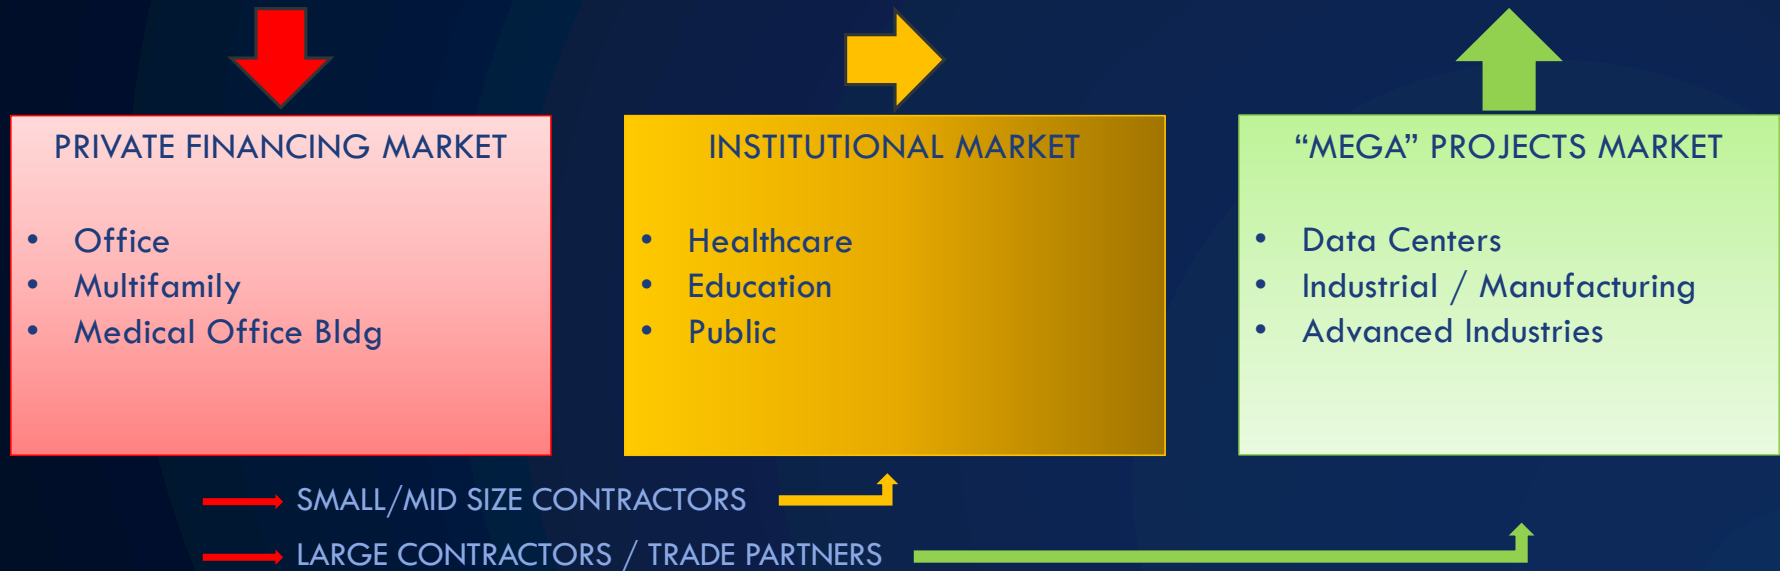 PRIVATE FINANCING MARKET
• Office
• Multifamily
• Medical Office Bldg
INSTITUTIONAL MARKET
• Healthcare
• Education
• Public
“MEGA” PROJECTS MARKET
• Data Centers
• Industrial / Manufacturing
• Advanced Industries
SMALL/MID SIZE CONTRACTORS
LARGE CONTRACTORS / TRADE PARTNERS